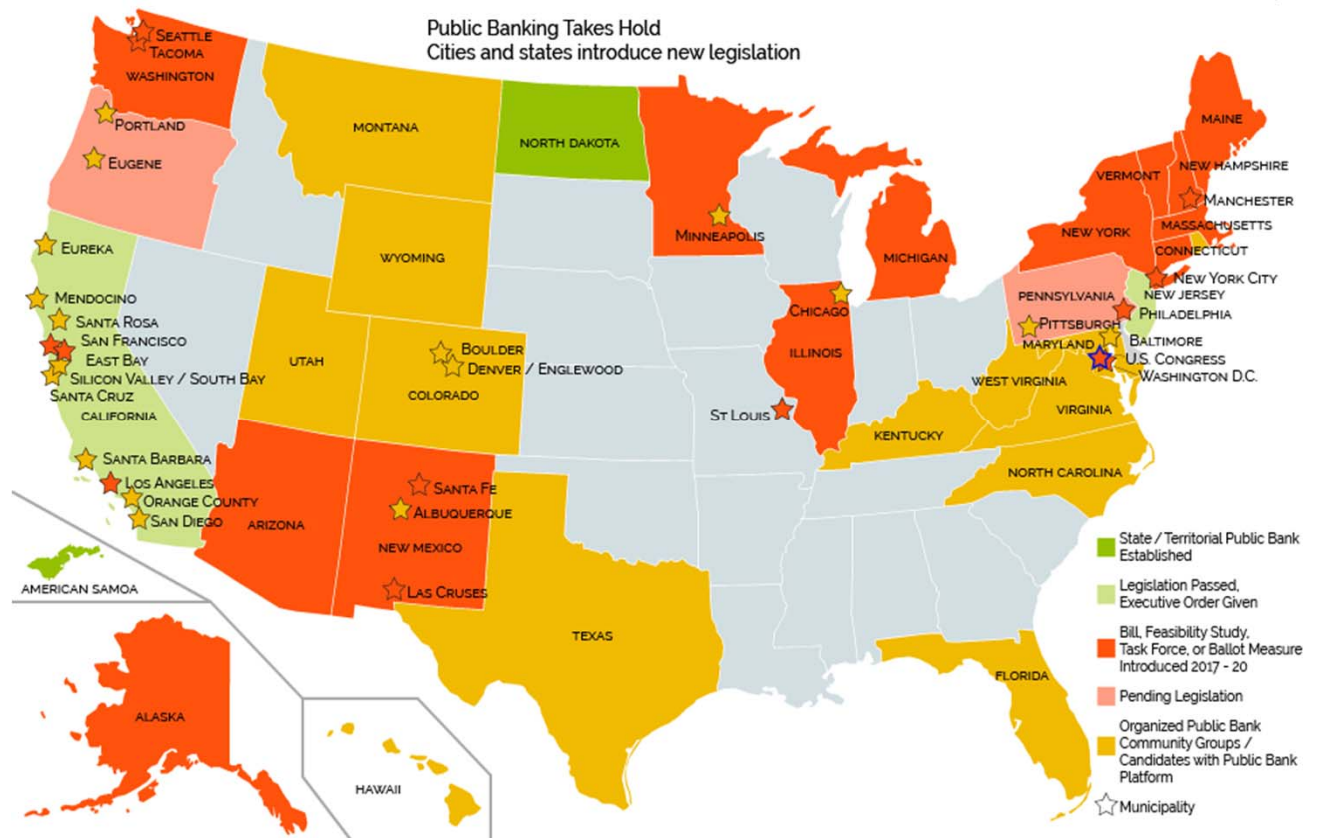 Public Banking Takes Hold
Cities and states introduce new legislation
SEATTLE
TACOMA
WASHINGTON
PORTLAND
EUGENE
MONTANA
NORTH DAKOTA
MINNEAPOLIS
MICHIGAN
MAINE
NEW HAMPSHIRE
VERMONT
MANCHESTER
MASSACHUSETTS
NEW YORK
CONNECTICUT
NEW YORK CITY
NEW JERSEY
PENNSYLVANIA
PHILADELPHIA
PITTSBURGH
MARYLAND
BALTIMORE
U.S. CONGRESS
WASHINGTON D.C.
WEST VIRGINIA
VIRGINIA
KENTUCKY
NORTH CAROLINA
CHICAGO
ILLINOIS
ST LOUIS
WYOMING
UTAH
BOULDER
DENVER / ENGLEWOOD
COLORADO
EUREKA
MENDOCINO
SANTA ROSA
SAN FRANCISCO
EAST BAY
SILICON VALLEY / SOUTH BAY
SANTA CRUZ
CALIFORNIA
SANTA BARBARA
LOS ANGELES
ORANGE COUNTY
SAN DIEGO
ARIZONA
SANTA FE
ALBUQUERQUE
NEW MEXICO
LAS CRUSES
TEXAS
FLORIDA
AMERICAN SAMOA
ALASKA
HAWAII
State / Territorial Public Bank
Established
Legislation Passed,
Executive Order Given
Bill, Feasibility Study,
Task Force, or Ballot Measure
Introduced 2017 - 20
Pending Legislation
Organized Public Bank
Community Groups /
Candidates with Public Bank
Platform
Municipality